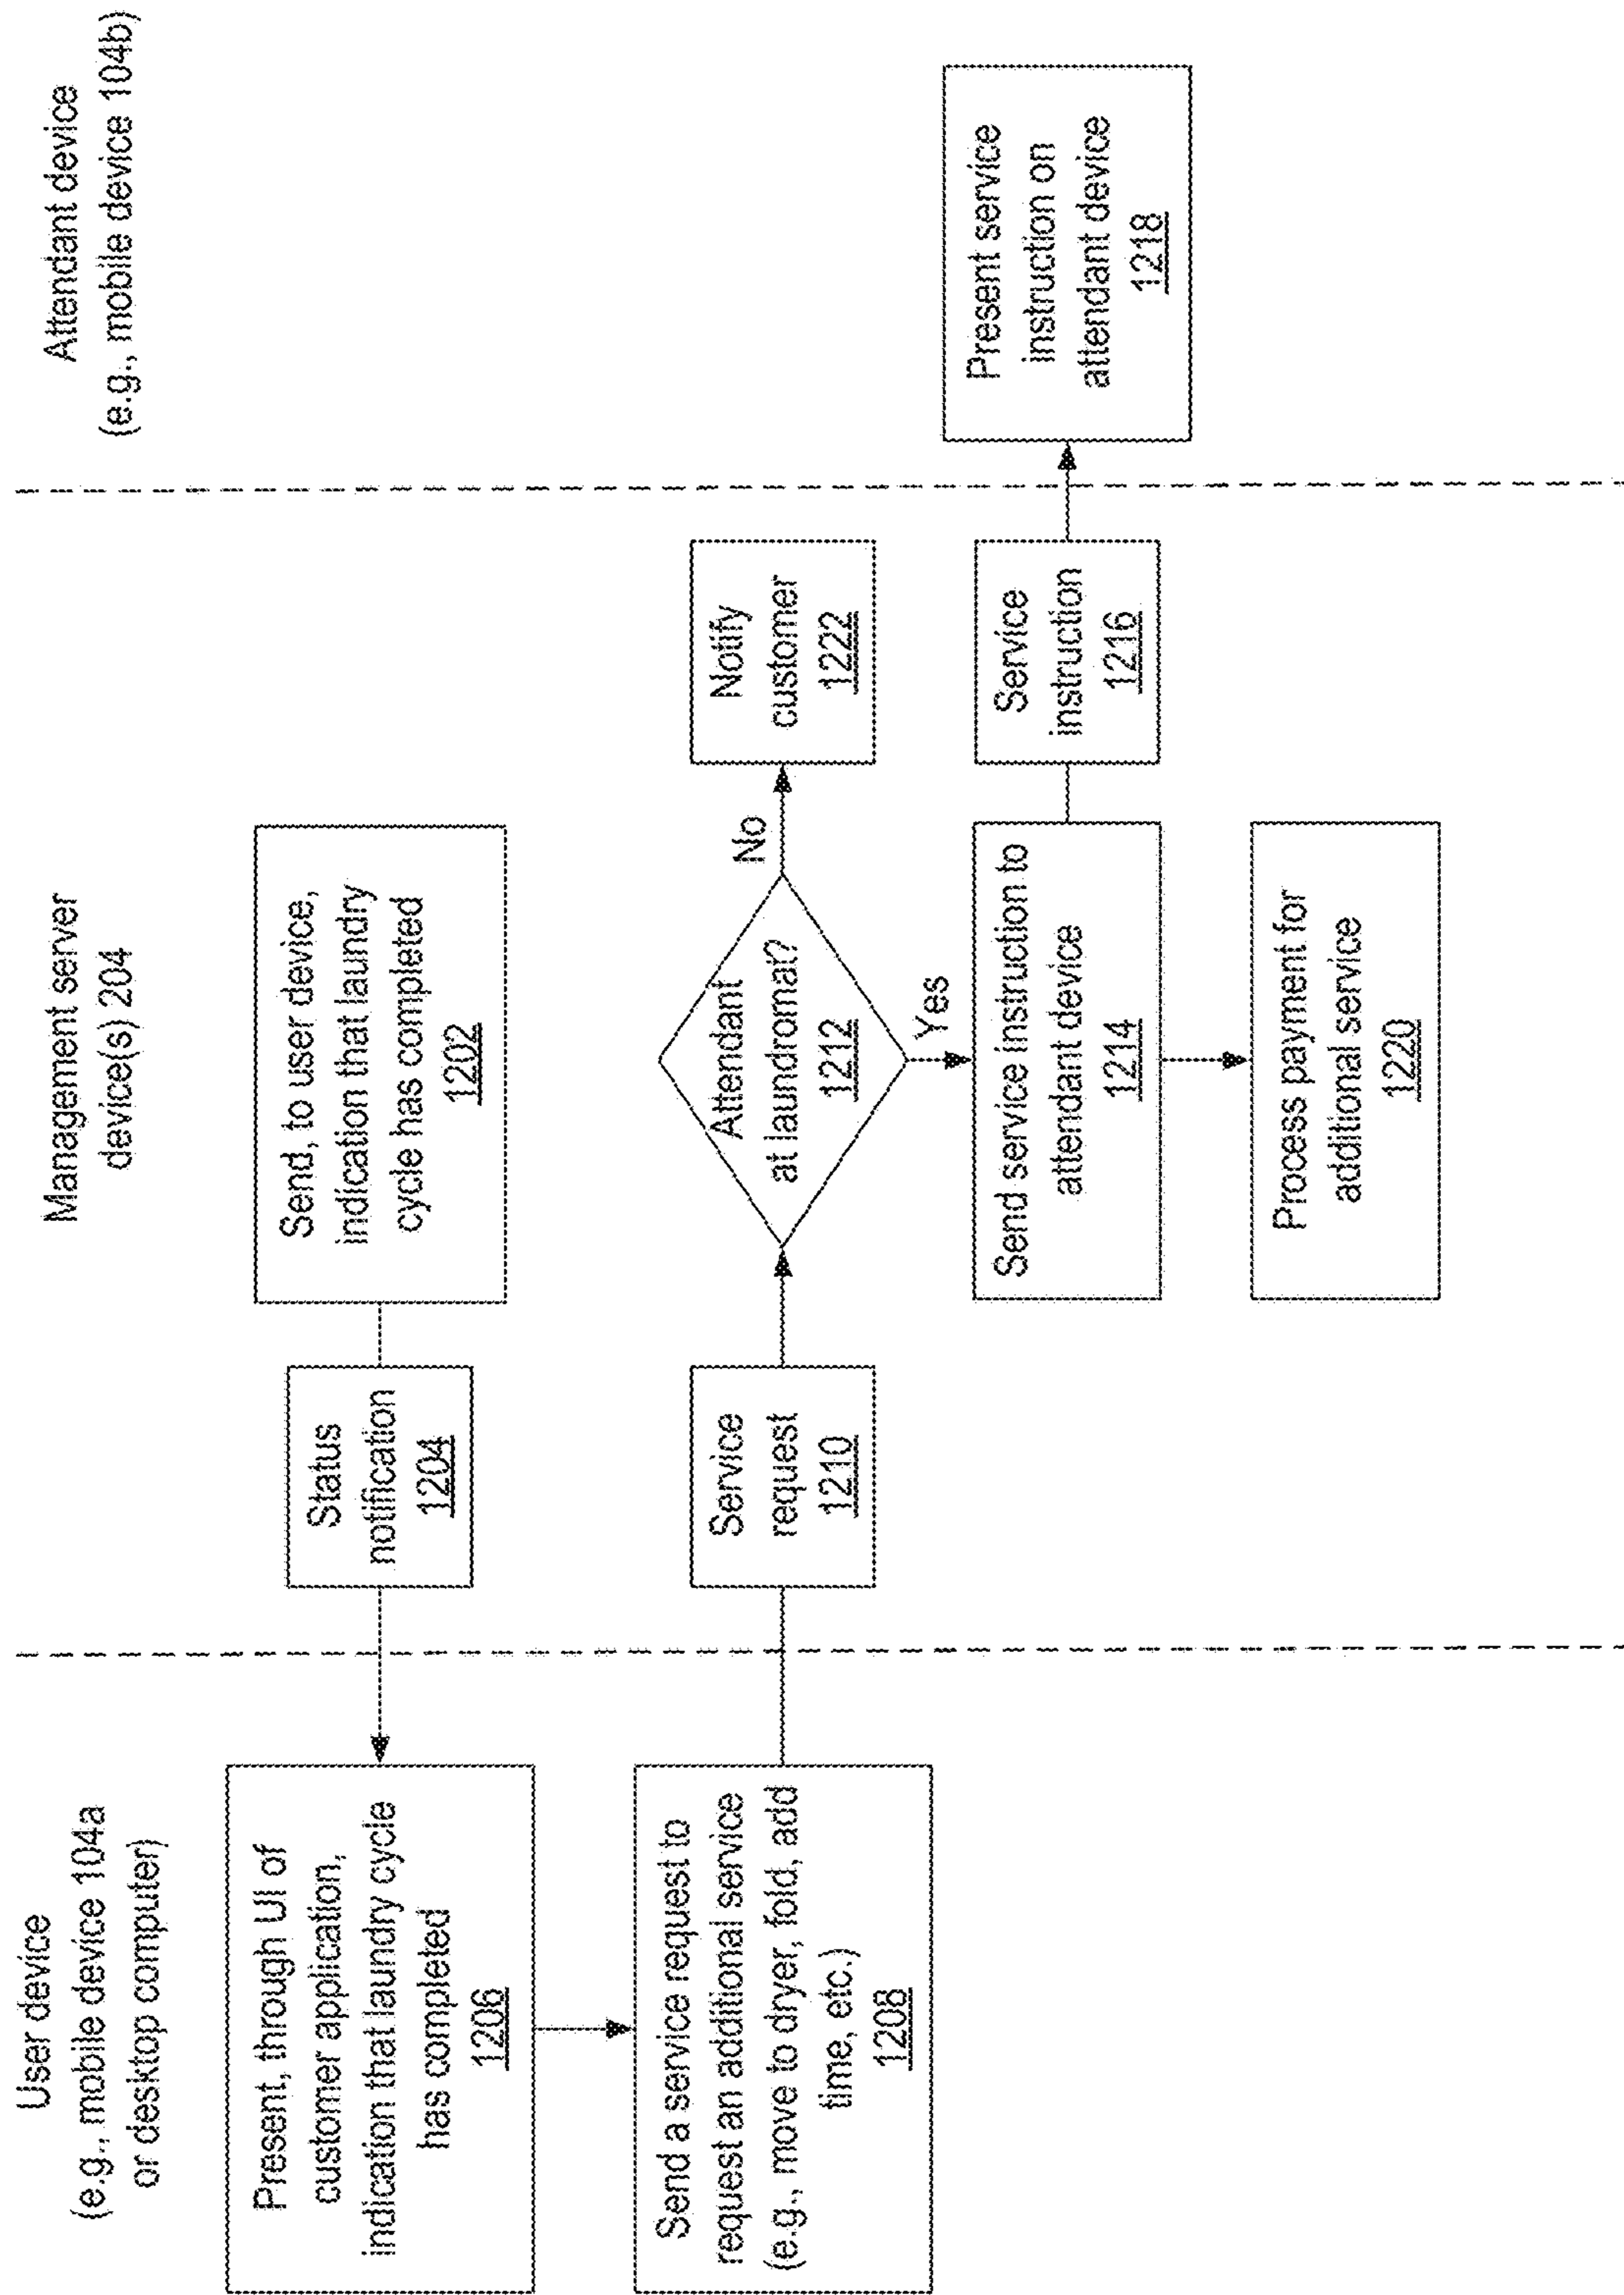 User device
(e.g., mobile device 104a
or desktop computer)
Management server
device(s) 204
Attendant device
(e.g., mobile device 104b)
Send, to user device,
indication that laundry
cycle has completed
1202
Status
notification
1204
Present, through UI of
customer application,
indication that laundry cycle
has completed
1206
Send a service request to
request an additional service
(e.g., move to dryer, fold, add
time, etc.)
1208
Service
request
1210
Attendant
at laundromat?
1212
No
Notify
customer
1222
Yes
Send service instruction to
attendant device
1214
Service
instruction
1216
Present service
instruction on
attendant device
1218
Process payment for
additional service
1220